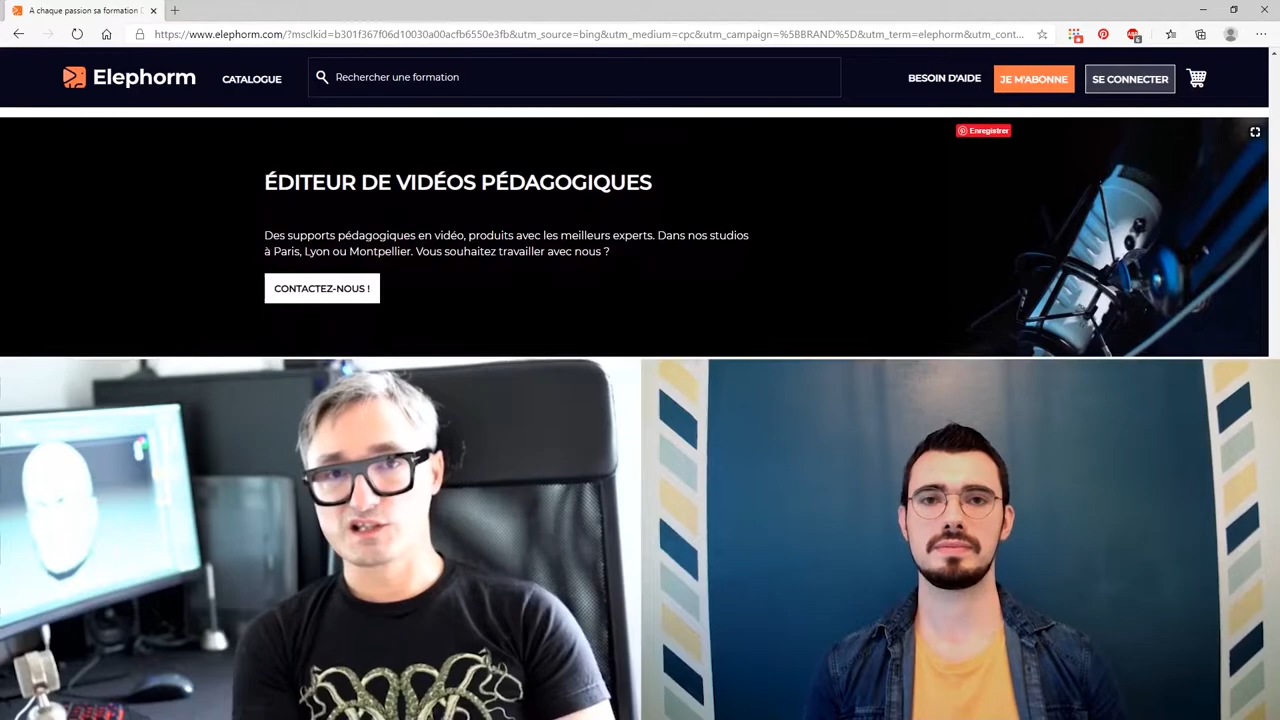 A chaque passion sa formation
https://www.elephorm.com/?msclkid=b301f367f06d10030a00acfb6550e3fb&utm_source=bing&utm_medium=cpc&utm_campaign=%5BBRAND%5D&utm_term=elephorm&utm_cont...
6
Elephorm
CATALOGUE
Rechercher une formation
BESOIN D'AIDE
JE M'ABONNE
SE CONNECTER
Enregistrer
ÉDITEUR DE VIDÉOS PÉDAGOGIQUES
Des supports pédagogiques en vidéo, produits avec les meilleurs experts. Dans nos studios
à Paris, Lyon ou Montpellier. Vous souhaitez travailler avec nous ?
CONTACTEZ-NOUS !